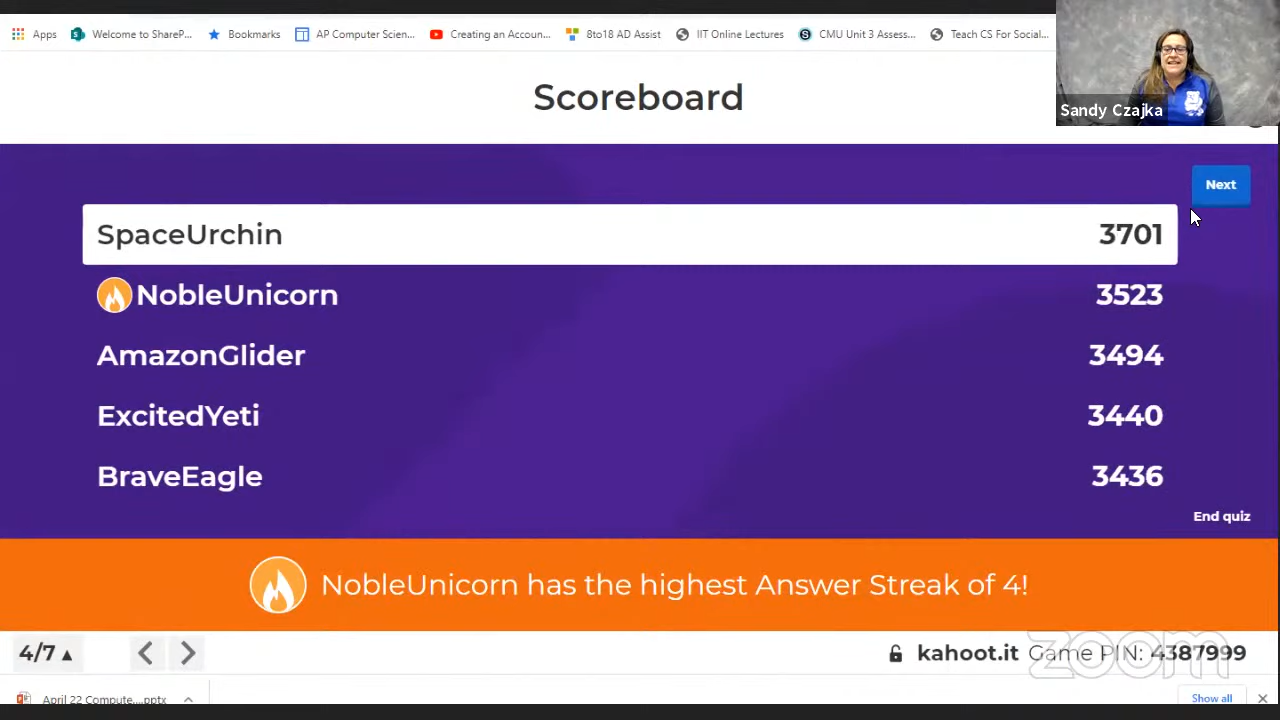 Apps Welcome to ShareP... Bookmarks AP Computer Scien... Creating an Accoun... 8to18 AD Assist IIT Online Lectures CMU Unit 3 Assess... Teach CS For Social...
Sandy Czajka
Scoreboard
Next
SpaceUrchin 3701
NobleUnicorn 3523
AmazonGlider 3494
ExcitedYeti 3440
BraveEagle 3436
End quiz
NobleUnicorn has the highest Answer Streak of 4!
4/7 ▲ kahoot.it Game PIN: 4387999
zoom
April 22 Compute....pptx Show all